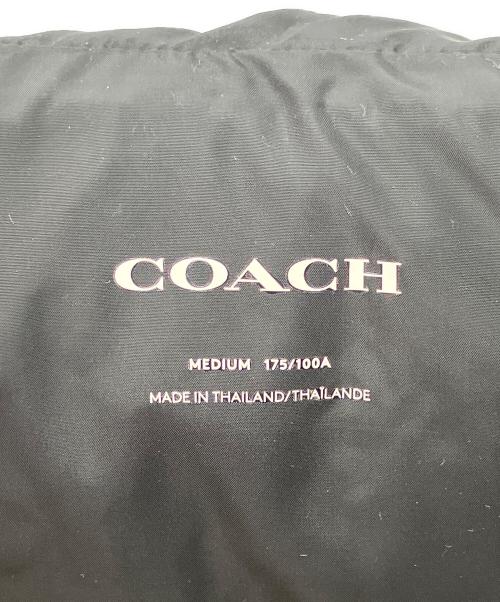 COACH
MEDIUM 175/100A
MADE IN THAILAND/THAÏLANDE